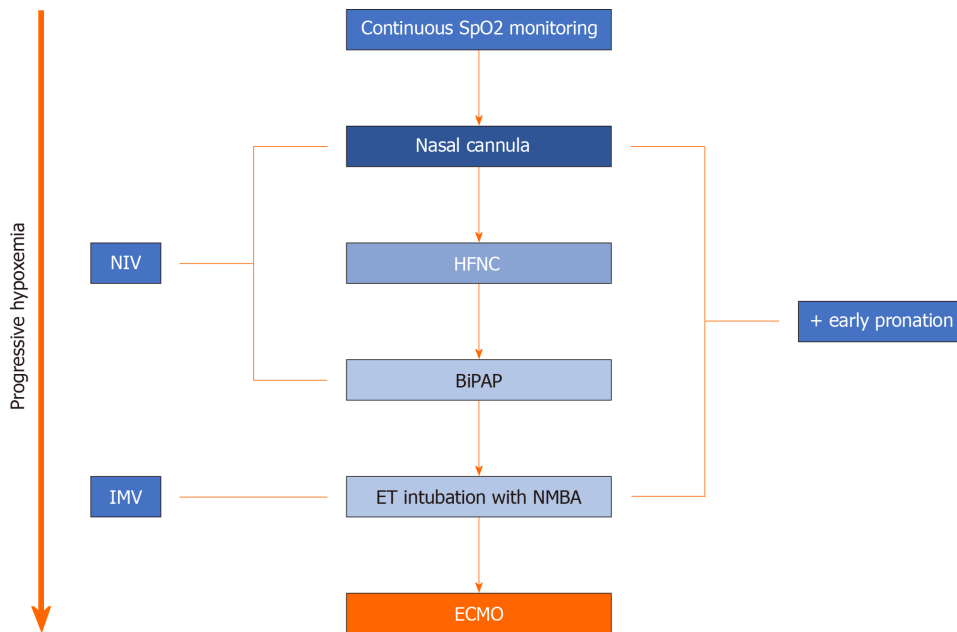 Continuous SpO2 monitoring
Nasal cannula
NIV
HFNC
+ early pronation
BiPAP
IMV
ET intubation with NMBA
ECMO
Progressive hypoxemia